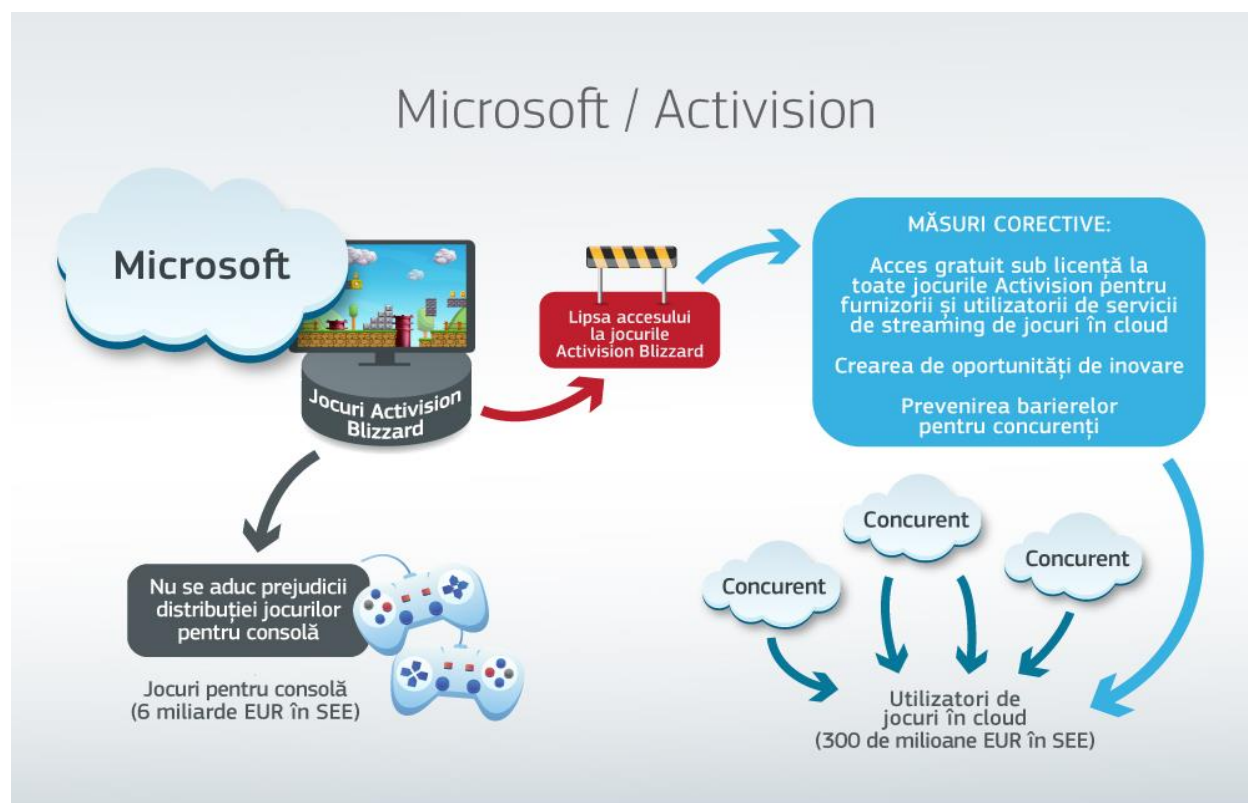 Microsoft / Activision
Microsoft
Jocuri Activision
Blizzard
Lipsa accesului
la jocurile
Activision Blizzard
MĂSURI CORECTIVE:
Acces gratuit sub licență la
toate jocurile Activision pentru
furnizorii și utilizatorii de servicii
de streaming de jocuri în cloud
Crearea de oportunități de inovare
Prevenirea barierelor
pentru concurenți
Nu se aduc prejudicii
distribuției jocurilor
pentru consolă
Jocuri pentru consolă
(6 miliarde EUR în SEE)
Concurent
Concurent
Concurent
Utilizatori de
jocuri în cloud
(300 de milioane EUR în SEE)